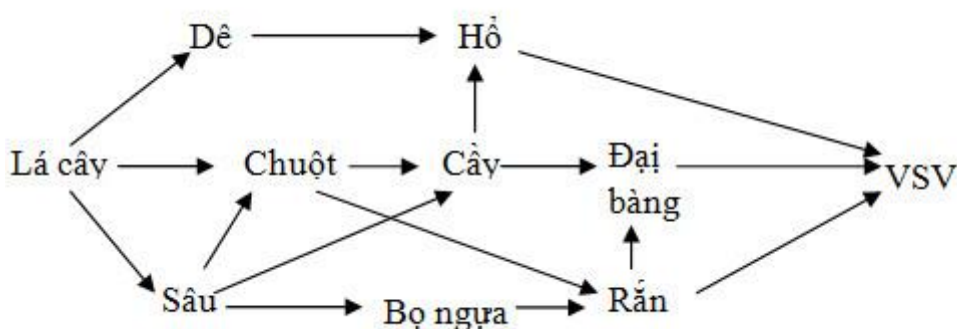 Dê
Hổ
Lá cây
Chuột
Cầy
Đại
bàng
VSV
Sâu
Bọ ngựa
Rắn